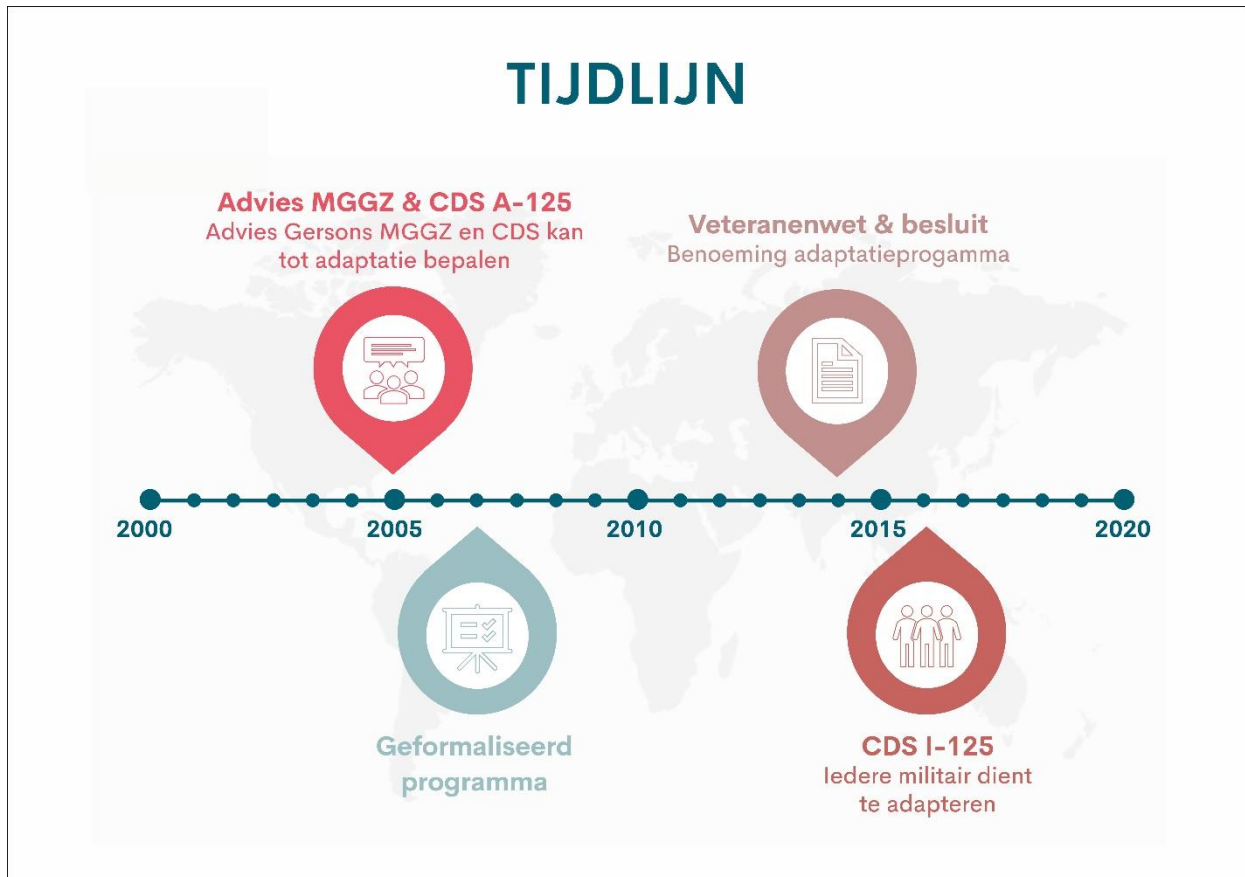 TIJDLIJN
Advies MGGZ & CDS A-125
Advies Gersons MGGZ en CDS kan
tot adaptatie bepalen
Veteranenwet & besluit
Benoeming adaptatieprogamma
2000
2005
2010
2015
2020
Geformaliseerd
programma
CDS I-125
Iedere militair dient
te adapteren